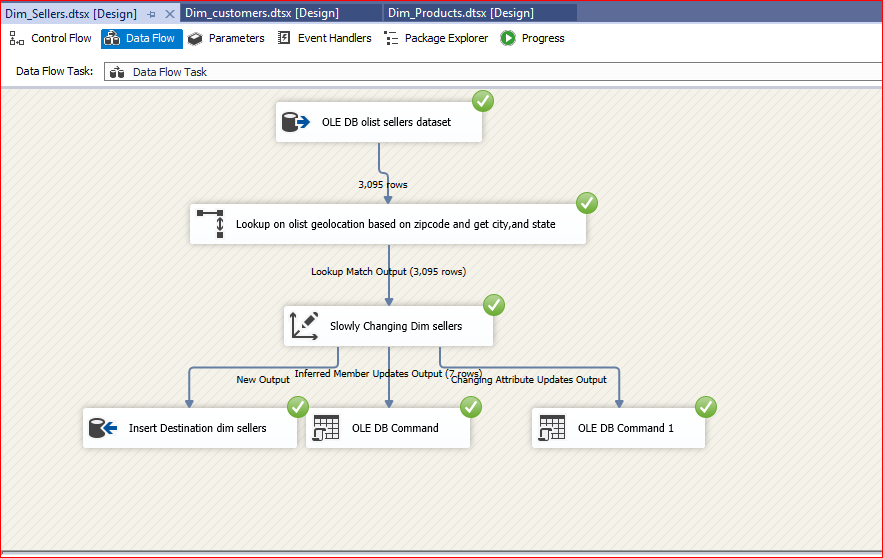 Dim_Sellers.dtsx [Design] Dim_customers.dtsx [Design] Dim_Products.dtsx [Design]
Control Flow Data Flow Parameters Event Handlers Package Explorer Progress
Data Flow Task: Data Flow Task
OLE DB olist sellers dataset
3,095 rows
Lookup on olist geolocation based on zipcode and get city,and state
Lookup Match Output (3,095 rows)
Slowly Changing Dim sellers
Inferred Member Updates Output (7 rows)
New Output Changing Attribute Updates Output
Insert Destination dim sellers OLE DB Command OLE DB Command 1